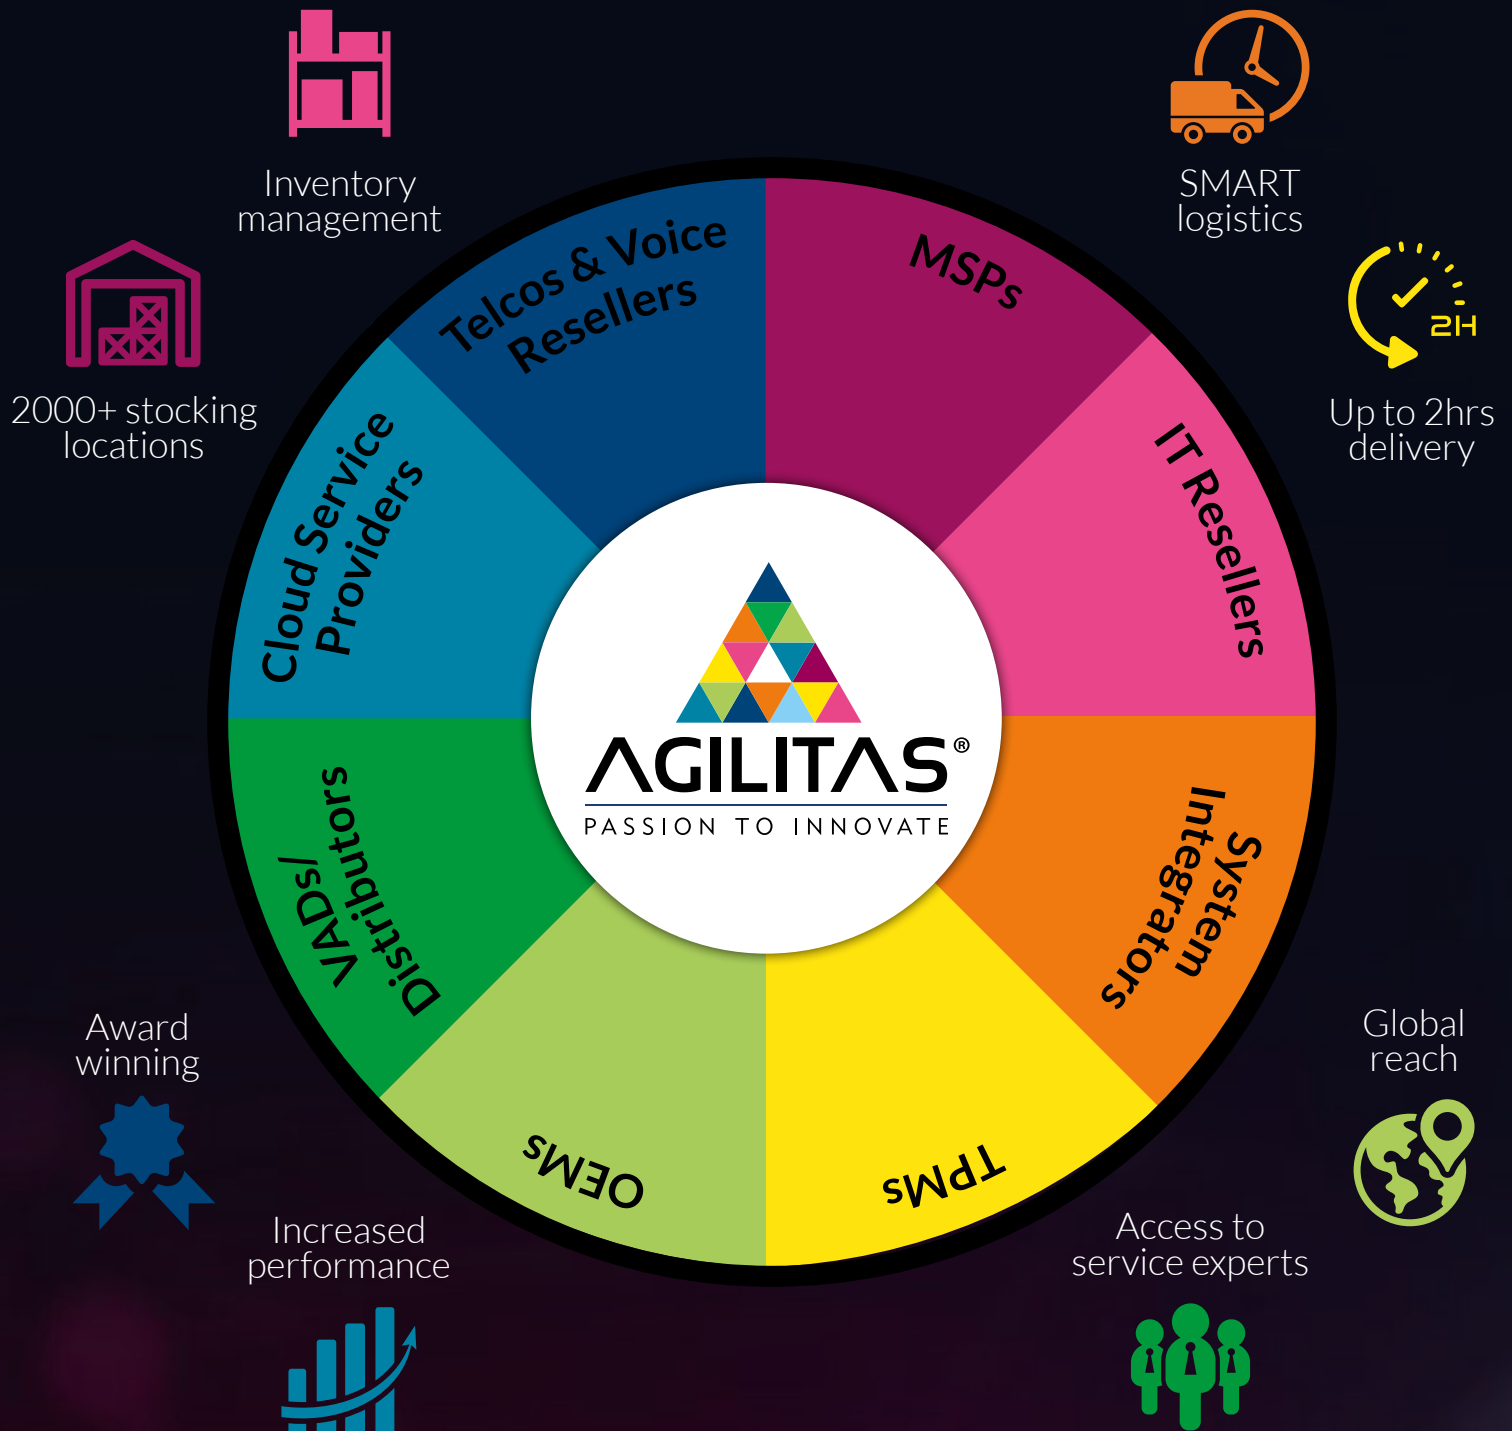 Inventory
management
SMART
logistics
2000+ stocking
locations
2H
Up to 2hrs
delivery
Telcos & Voice
Resellers
MSPs
IT Resellers
System
Integrators
TPMs
OEMs
VADs/
Distributors
Cloud Service
Providers
AGILITAS®
PASSION TO INNOVATE
Award
winning
Global
reach
Increased
performance
Access to
service experts